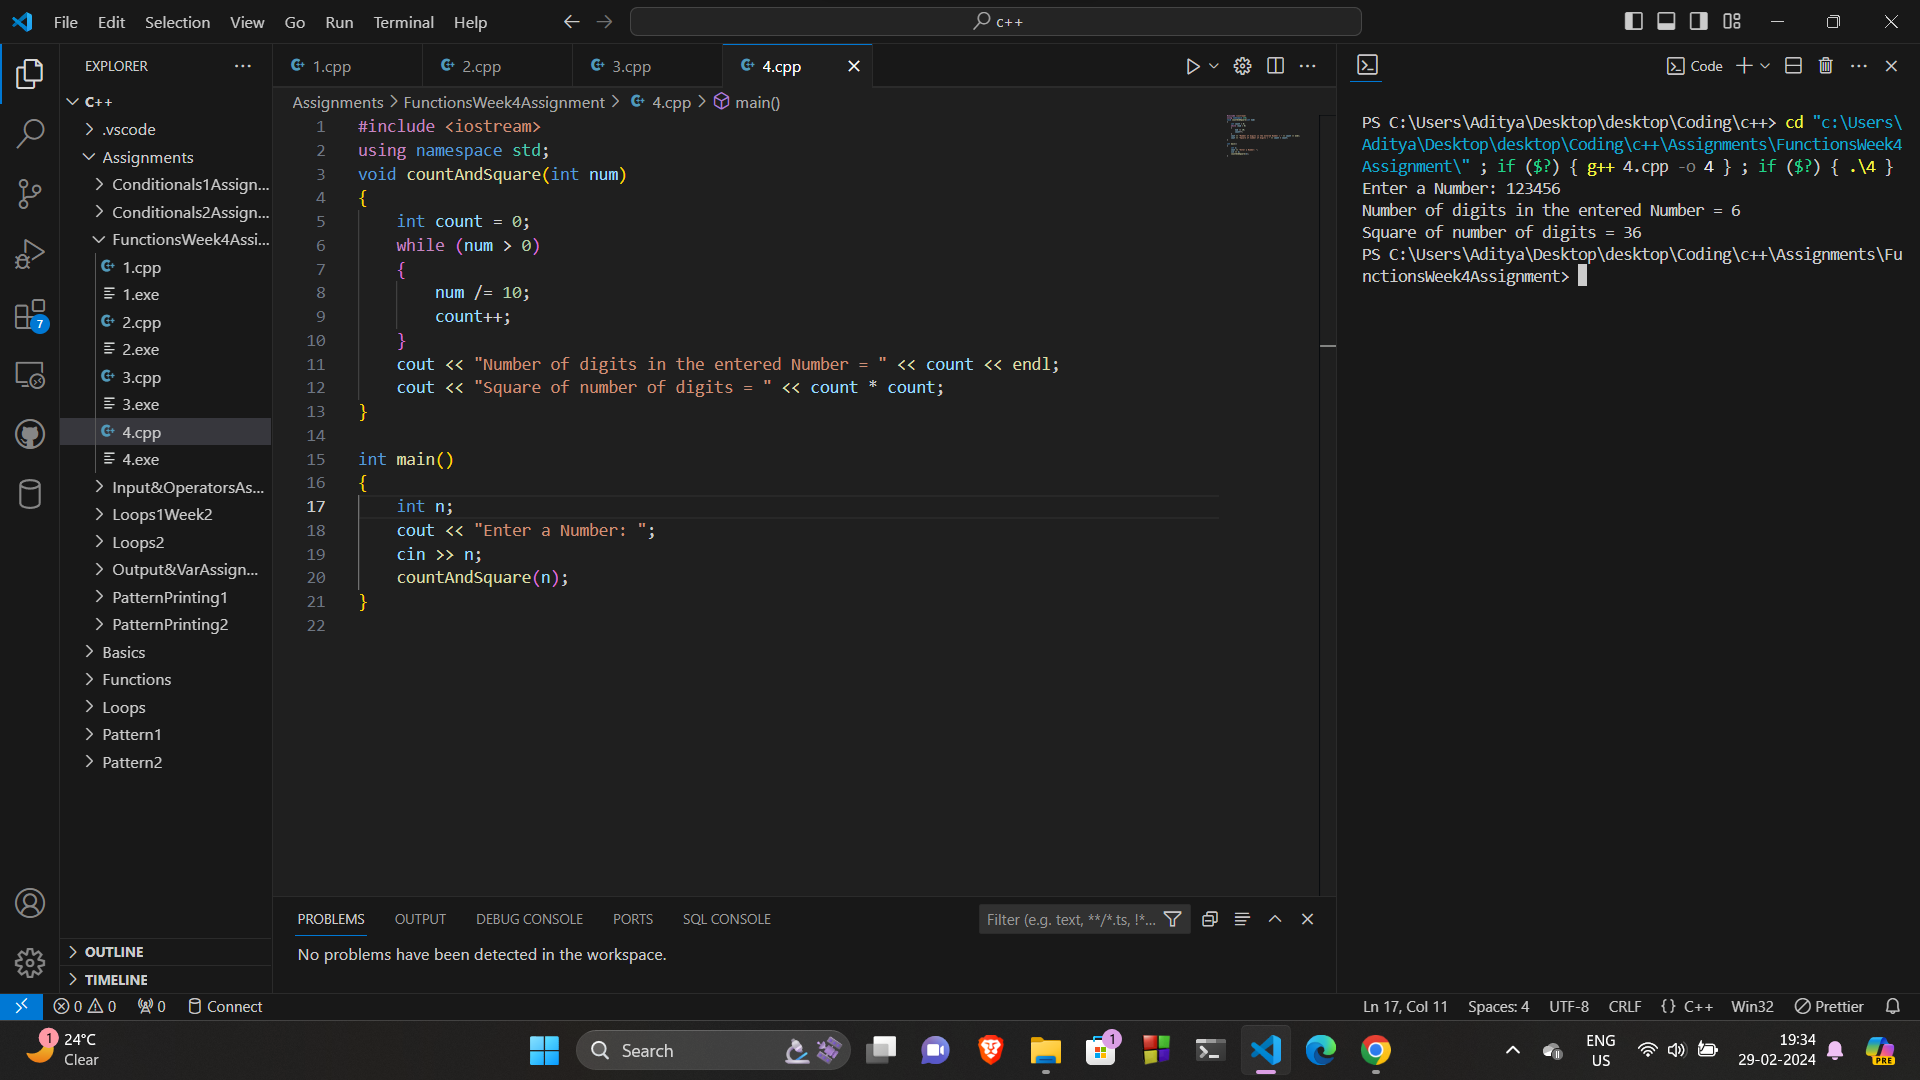 File Edit Selection View Go Run Terminal Help
c++
EXPLORER
C++
.vscode
Assignments
Conditionals1Assign...
Conditionals2Assign...
FunctionsWeek4Assi...
1.cpp
1.exe
2.cpp
2.exe
3.cpp
3.exe
4.cpp
4.exe
Input&OperatorsAs...
Loops1Week2
Loops2
Output&VarAssign...
PatternPrinting1
PatternPrinting2
Basics
Functions
Loops
Pattern1
Pattern2
OUTLINE
TIMELINE
7
1.cpp 2.cpp 3.cpp 4.cpp
Assignments > FunctionsWeek4Assignment > 4.cpp > main()
1 #include <iostream>
2 using namespace std;
3 void countAndSquare(int num)
4 {
5 int count = 0;
6 while (num > 0)
7 {
8 num /= 10;
9 count++;
10 }
11 cout << "Number of digits in the entered Number = " << count << endl;
12 cout << "Square of number of digits = " << count * count;
13 }
14
15 int main()
16 {
17 int n;
18 cout << "Enter a Number: ";
19 cin >> n;
20 countAndSquare(n);
21 }
22
PROBLEMS OUTPUT DEBUG CONSOLE PORTS SQL CONSOLE
Filter (e.g. text, **/*.ts, !*...
No problems have been detected in the workspace.
Code
PS C:\Users\Aditya\Desktop\desktop\Coding\c++> cd "c:\Users\
Aditya\Desktop\desktop\Coding\c++\Assignments\FunctionsWeek4
Assignment\" ; if ($?) { g++ 4.cpp -o 4 } ; if ($?) { .\4 }
Enter a Number: 123456
Number of digits in the entered Number = 6
Square of number of digits = 36
PS C:\Users\Aditya\Desktop\desktop\Coding\c++\Assignments\Fu
nctionsWeek4Assignment>
0 0 0 Connect
Ln 17, Col 11 Spaces: 4 UTF-8 CRLF {} C++ Win32 Prettier
1
24°C
Clear
Search
1
ENG
US
19:34
29-02-2024
PRE